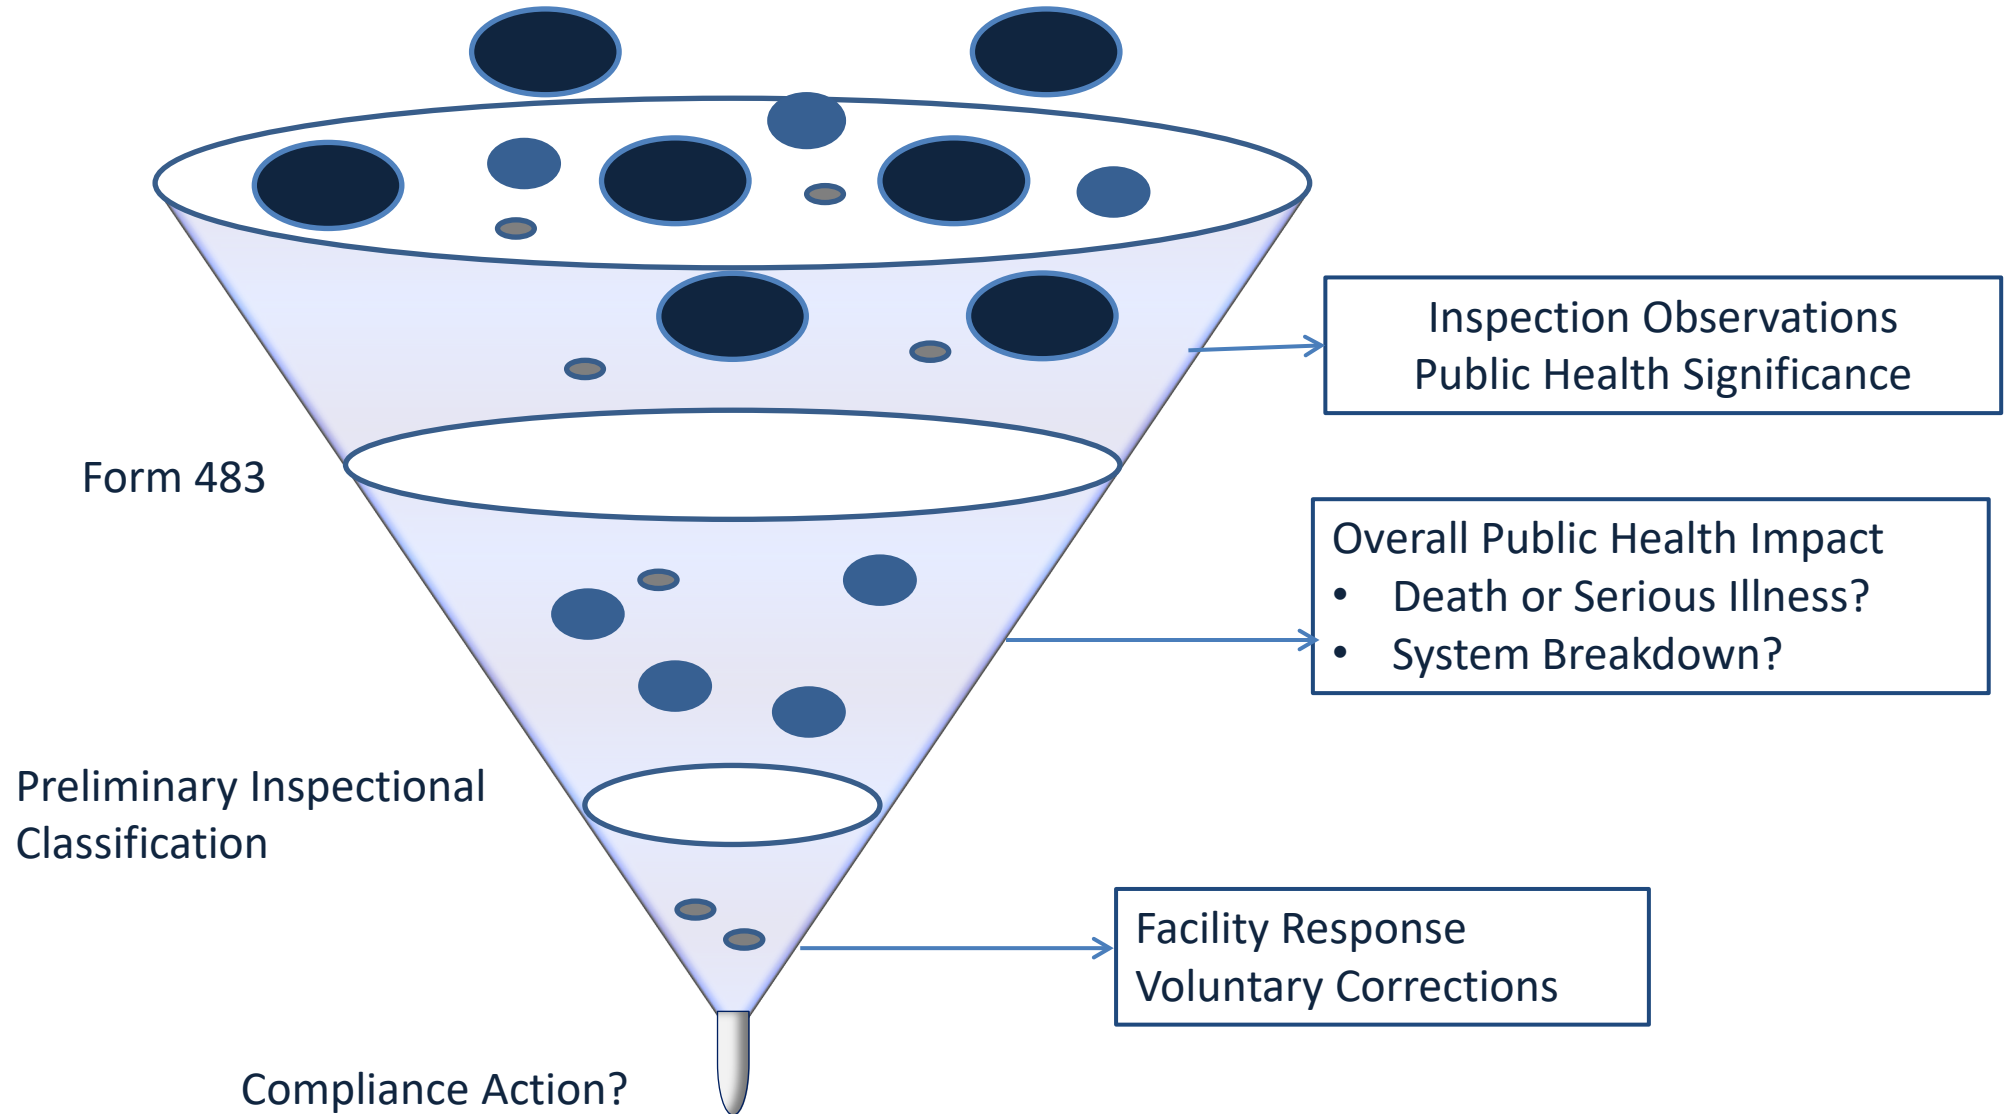 Inspection Observations
Public Health Significance
Form 483
Overall Public Health Impact
• Death or Serious Illness?
• System Breakdown?
Preliminary Inspectional
Classification
Facility Response
Voluntary Corrections
Compliance Action?